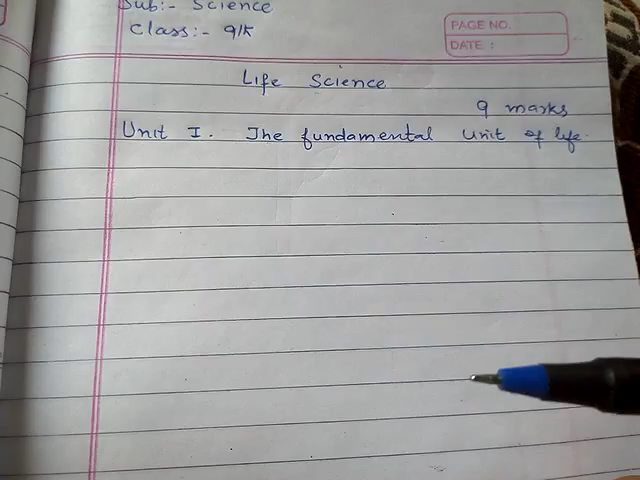 Sub:- Science
Class:- 9/K
PAGE NO.
DATE :
Life Science
9 marks
Unit I. The fundamental Unit of life.